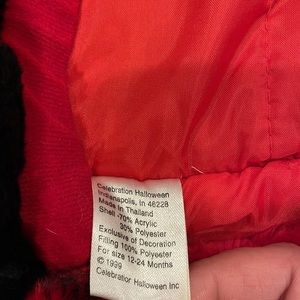 Celebration Halloween
Indianapolis, IN 46228
Made in Thailand
Shell -70% Acrylic
30% Polyester
Exclusive of Decoration
Filling 100% Polyester
For size 12-24 Months
© 1999
Celebration Halloween Inc